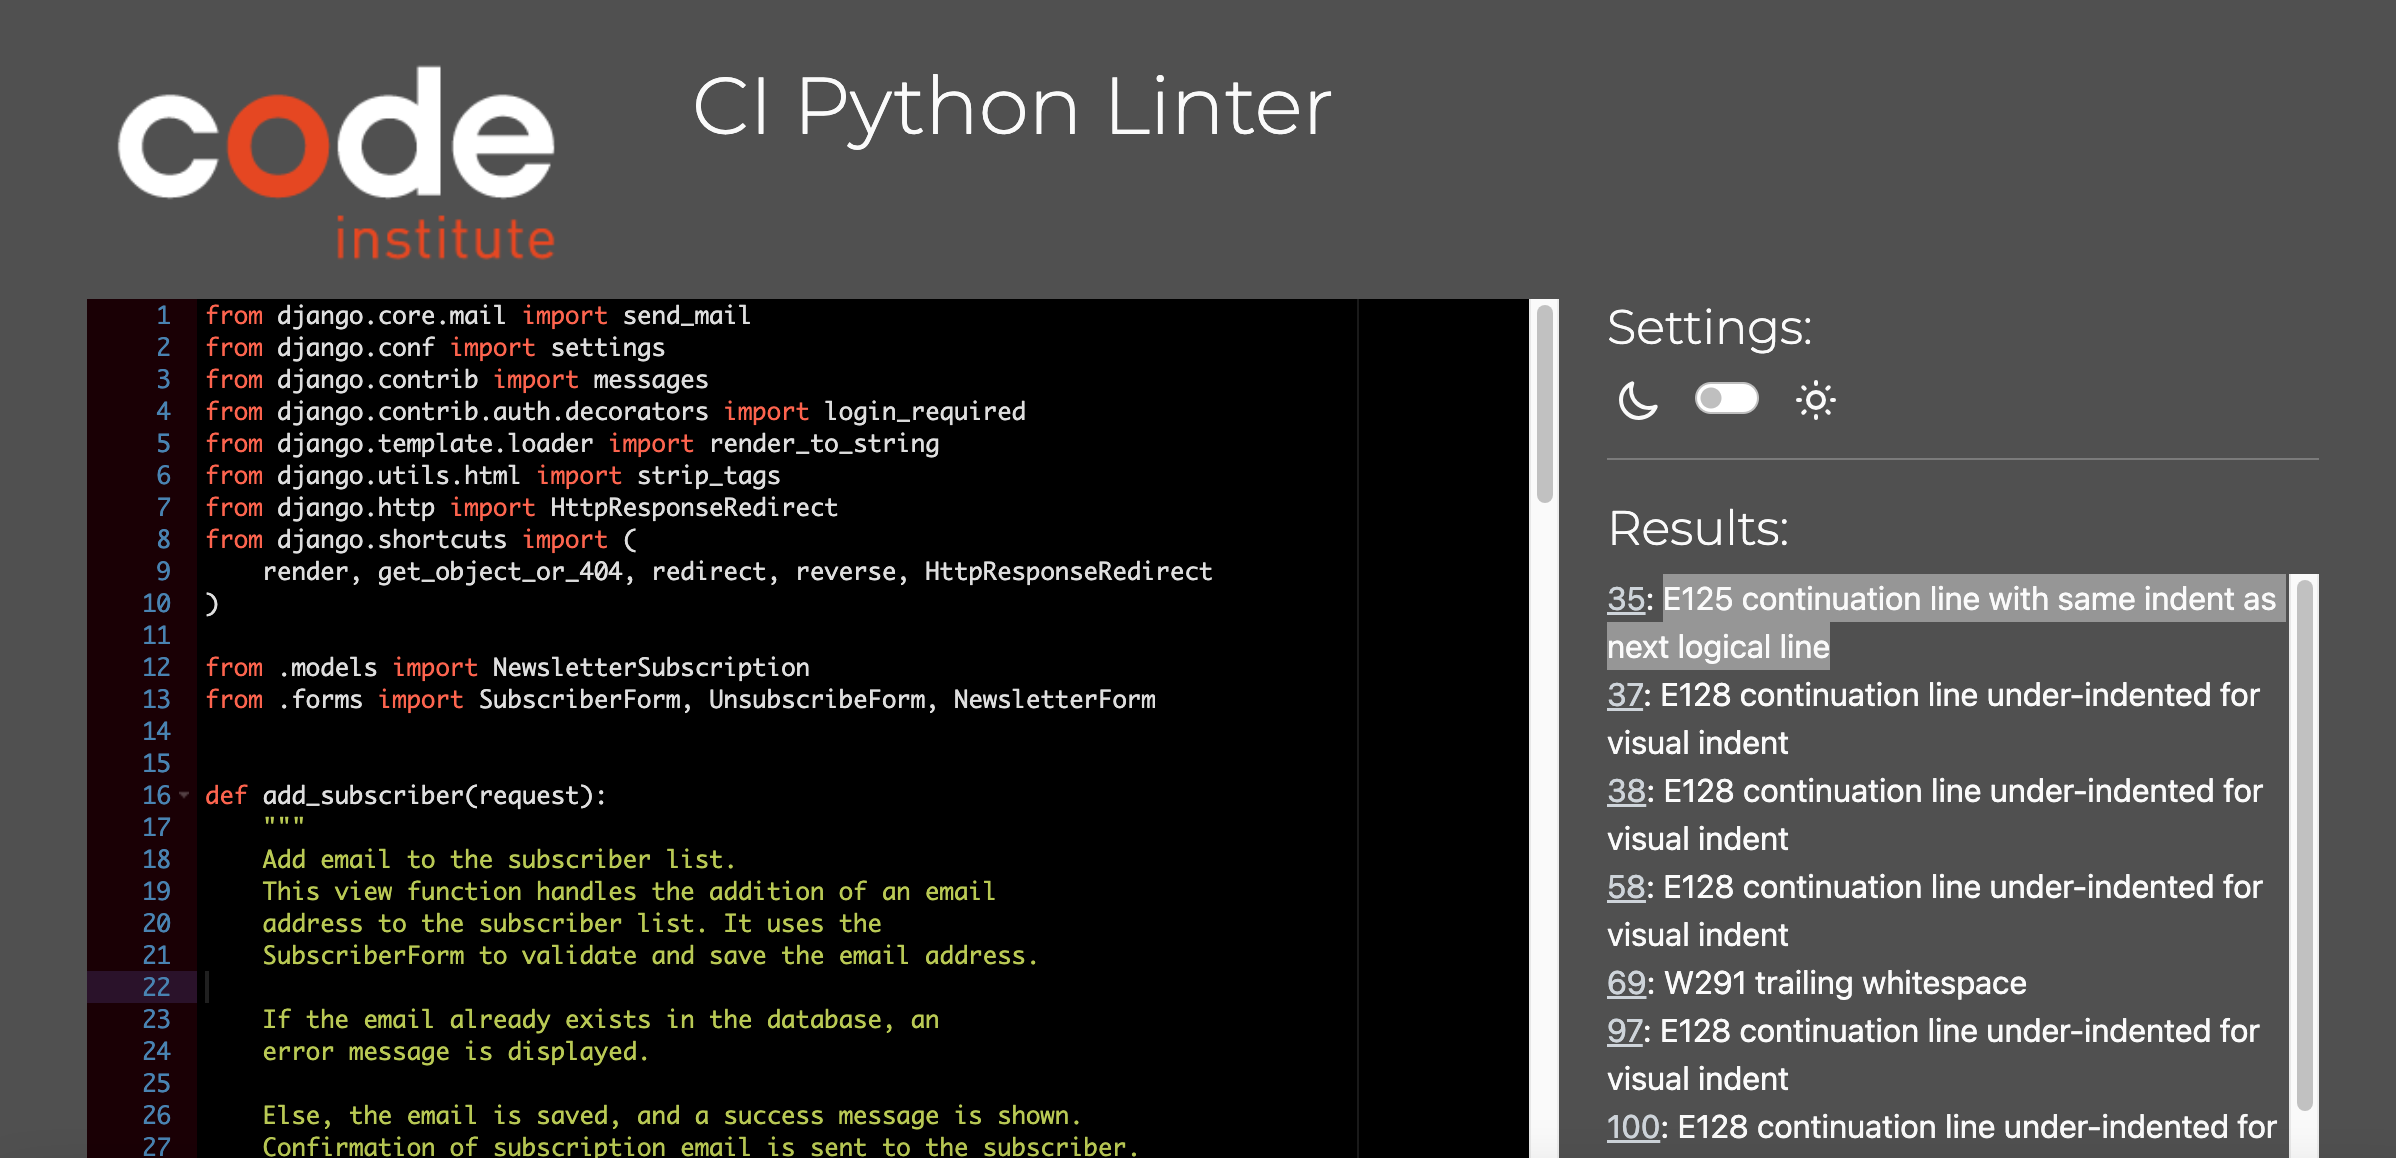 code
institute
CI Python Linter
1 from django.core.mail import send_mail
2 from django.conf import settings
3 from django.contrib import messages
4 from django.contrib.auth.decorators import login_required
5 from django.template.loader import render_to_string
6 from django.utils.html import strip_tags
7 from django.http import HttpResponseRedirect
8 from django.shortcuts import (
9     render, get_object_or_404, redirect, reverse, HttpResponseRedirect
10 )
11
12 from .models import NewsletterSubscription
13 from .forms import SubscriberForm, UnsubscribeForm, NewsletterForm
14
15
16 def add_subscriber(request):
17     """
18     Add email to the subscriber list.
19     This view function handles the addition of an email
20     address to the subscriber list. It uses the
21     SubscriberForm to validate and save the email address.
22
23     If the email already exists in the database, an
24     error message is displayed.
25
26     Else, the email is saved, and a success message is shown.
27     Confirmation of subscription email is sent to the subscriber.
Settings:
Results:
35: E125 continuation line with same indent as
next logical line
37: E128 continuation line under-indented for
visual indent
38: E128 continuation line under-indented for
visual indent
58: E128 continuation line under-indented for
visual indent
69: W291 trailing whitespace
97: E128 continuation line under-indented for
visual indent
100: E128 continuation line under-indented for